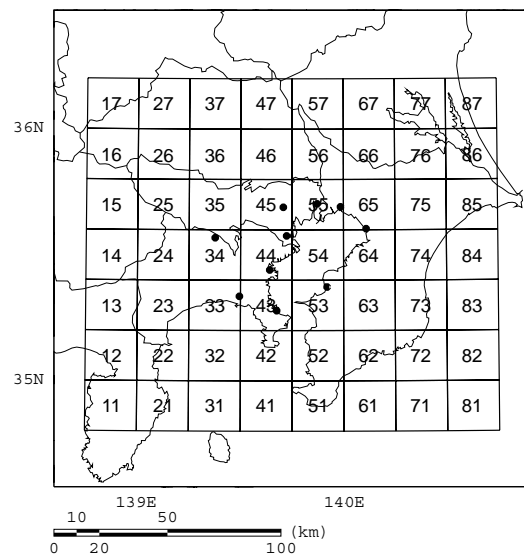 17 27 37 47 57 67 77 87
36N
16 26 36 46 56 66 76 86
15 25 35 45 55 65 75 85
14 24 34 44 54 64 74 84
13 23 33 43 53 63 73 83
12 22 32 42 52 62 72 82
35N
11 21 31 41 51 61 71 81
139E 140E
10 50 (km)
0 20 100